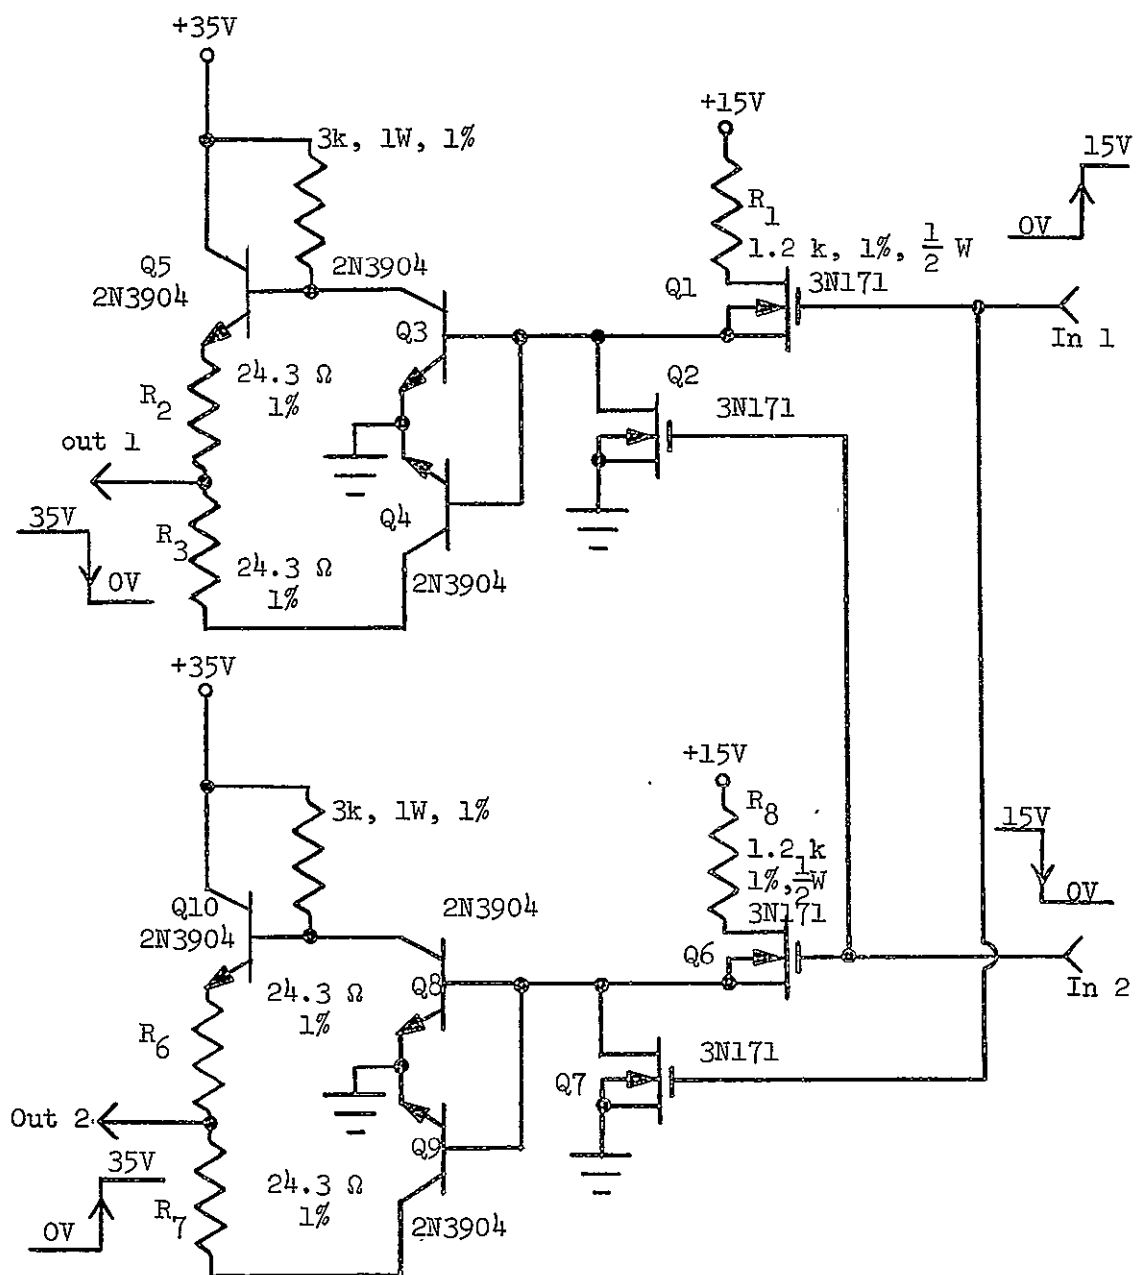 +35V
3k, 1W, 1%
+15V
15V
0V
R1
1.2 k, 1%, 1/2 W
3N171
Q5
2N3904
2N3904
Q1
Q3
In 1
Q2
3N171
R2
24.3 Ω
1%
out 1
35V
0V
R3
24.3 Ω
1%
Q4
2N3904
+35V
3k, 1W, 1%
+15V
R8
1.2 k
1%, 1/2 W
3N171
15V
0V
Q10
2N3904
2N3904
Q8
Q6
In 2
R6
24.3 Ω
1%
Q7
3N171
Out 2
35V
0V
R7
24.3 Ω
1%
Q9
2N3904